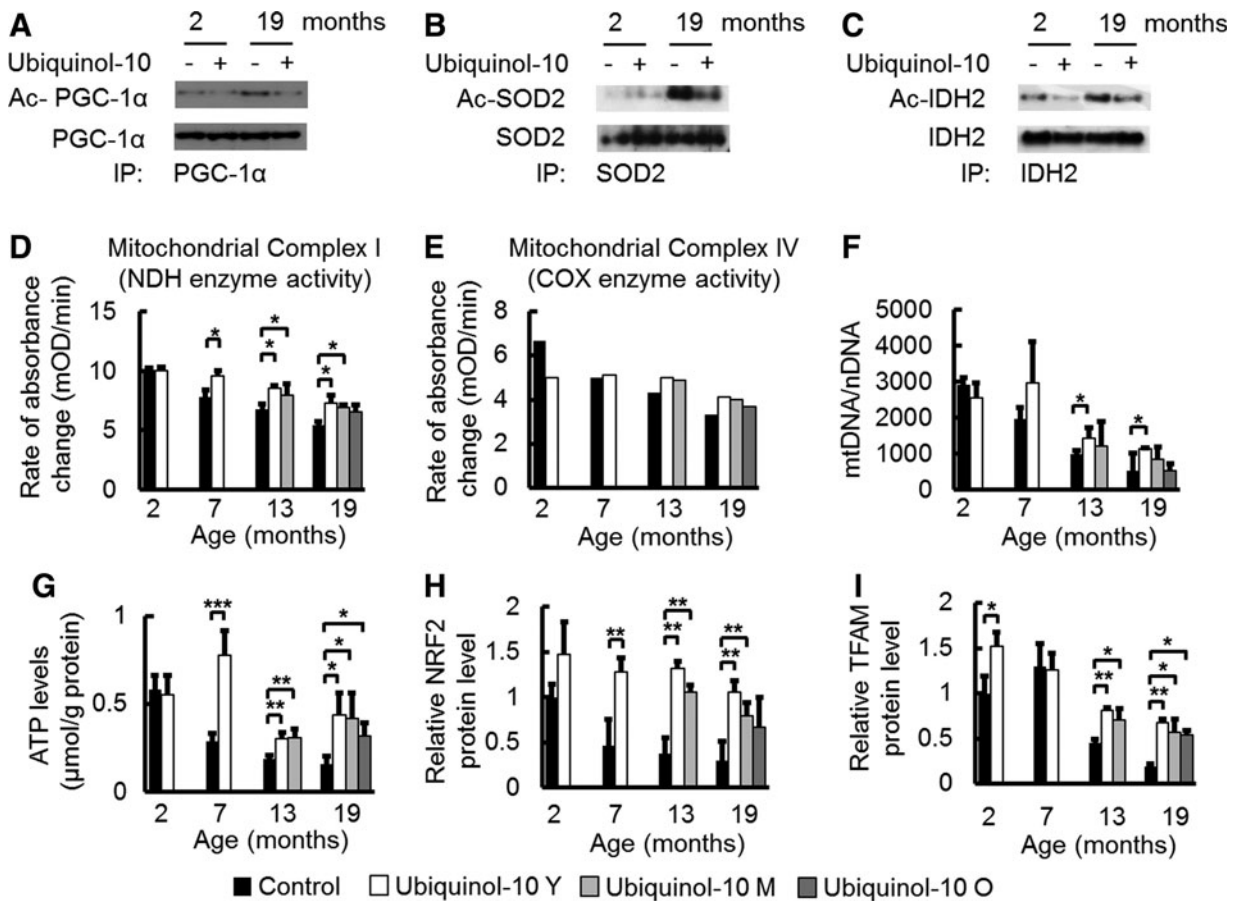 A
2 19 months
Ubiquinol-10 - + - +
Ac- PGC-1α
PGC-1α
IP: PGC-1α
B
2 19 months
Ubiquinol-10 - + - +
Ac-SOD2
SOD2
IP: SOD2
C
2 19 months
Ubiquinol-10 - + - +
Ac-IDH2
IDH2
IP: IDH2
D
Mitochondrial Complex I
(NDH enzyme activity)
Rate of absorbance
change (mOD/min)
15
10
5
0
*
*
*
*
*
2 7 13 19
Age (months)
E
Mitochondrial Complex IV
(COX enzyme activity)
Rate of absorbance
change (mOD/min)
8
6
4
2
0
2 7 13 19
Age (months)
F
mtDNA/nDNA
5000
4000
3000
2000
1000
0
*
*
2 7 13 19
Age (months)
G
ATP levels
(μmol/g protein)
1
0.5
0
***
**
**
*
*
*
2 7 13 19
Age (months)
H
Relative NRF2
protein level
2
1.5
1
0.5
0
**
**
**
**
**
2 7 13 19
Age (months)
I
Relative TFAM
protein level
2
1.5
1
0.5
0
*
*
**
*
*
**
2 7 13 19
Age (months)
Control Ubiquinol-10 Y Ubiquinol-10 M Ubiquinol-10 O